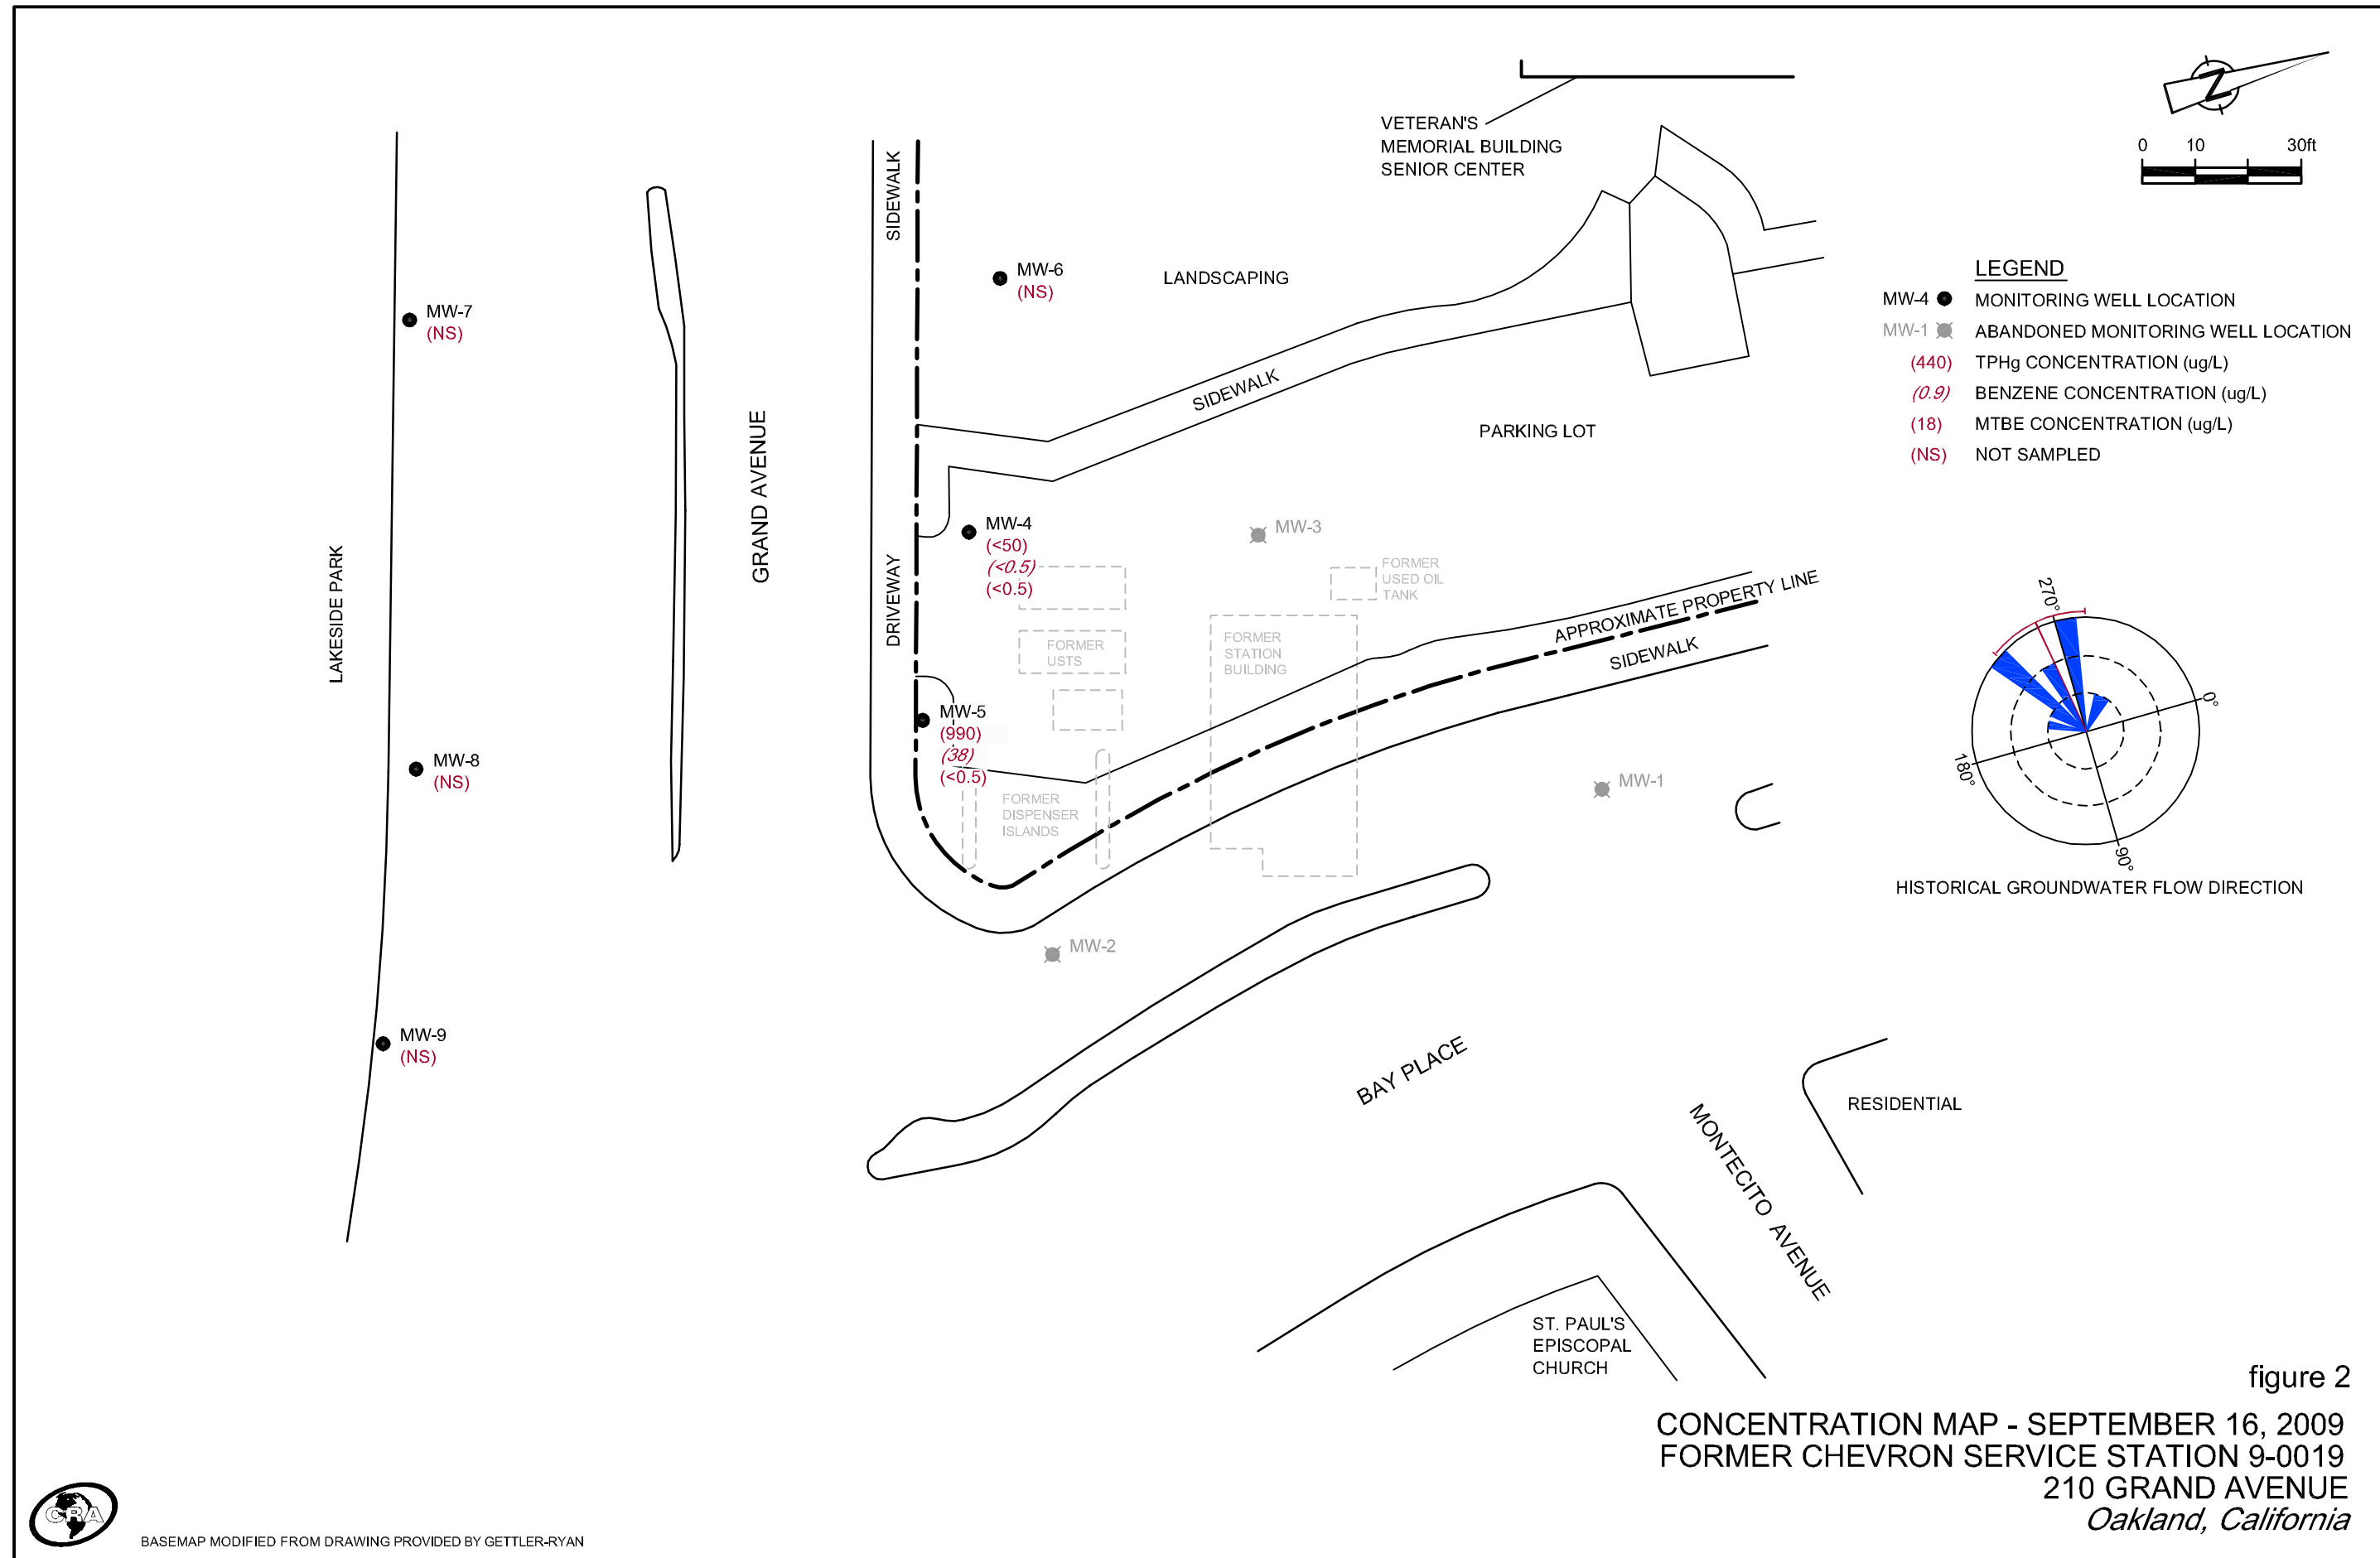 VETERAN'S
MEMORIAL BUILDING
SENIOR CENTER
Z
0 10 30ft
LEGEND
MW-4 MONITORING WELL LOCATION
MW-1 ABANDONED MONITORING WELL LOCATION
(440) TPHg CONCENTRATION (ug/L)
(0.9) BENZENE CONCENTRATION (ug/L)
(18) MTBE CONCENTRATION (ug/L)
(NS) NOT SAMPLED
SIDEWALK
MW-6
(NS)
LANDSCAPING
MW-7
(NS)
SIDEWALK
PARKING LOT
GRAND AVENUE
LAKESIDE PARK
DRIVEWAY
MW-4
(<50)
(<0.5)
(<0.5)
MW-3
FORMER
USED OIL
TANK
FORMER
USTS
FORMER
STATION
BUILDING
APPROXIMATE PROPERTY LINE
SIDEWALK
MW-5
(990)
(38)
(<0.5)
MW-8
(NS)
FORMER
DISPENSER
ISLANDS
MW-1
270°
0°
180°
90°
HISTORICAL GROUNDWATER FLOW DIRECTION
MW-2
MW-9
(NS)
BAY PLACE
MONTECITO AVENUE
RESIDENTIAL
ST. PAUL'S
EPISCOPAL
CHURCH
figure 2
CONCENTRATION MAP - SEPTEMBER 16, 2009
FORMER CHEVRON SERVICE STATION 9-0019
210 GRAND AVENUE
Oakland, California
CRA
BASEMAP MODIFIED FROM DRAWING PROVIDED BY GETTLER-RYAN